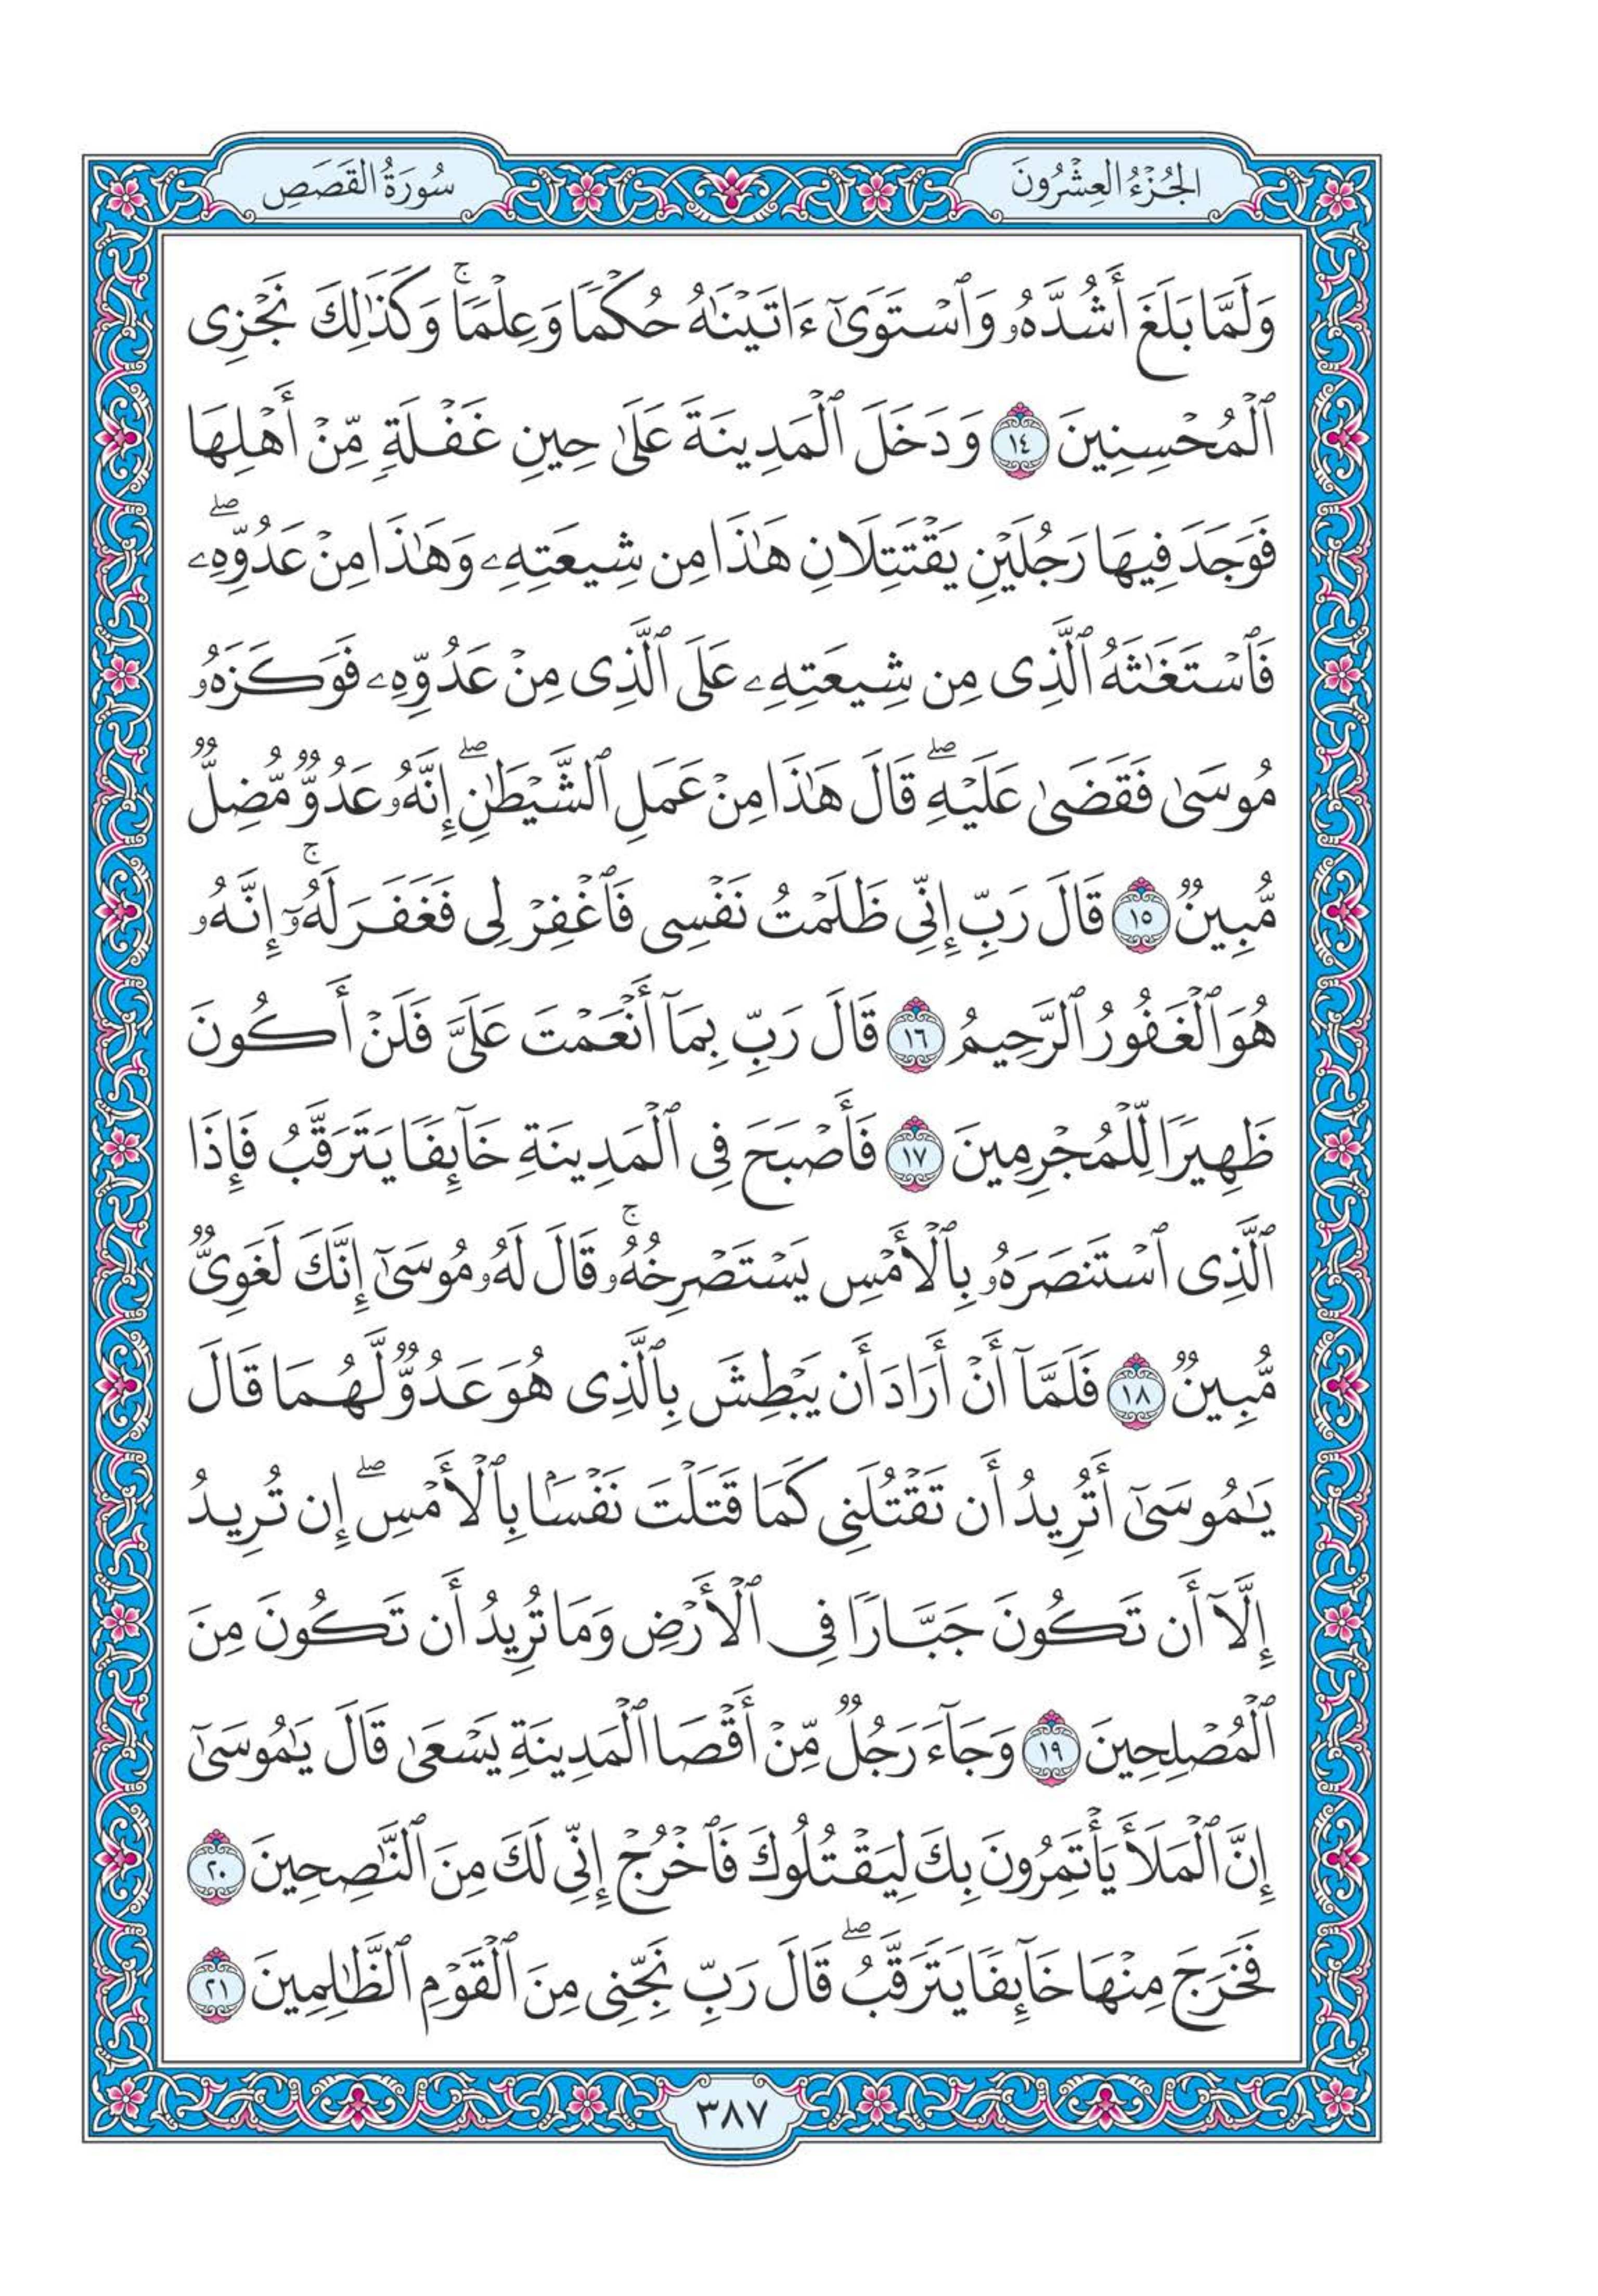 الجُزْءُ العِشْرُونَ
سُورَةُ القَصَصِ
وَلَمَّا بَلَغَ أَشُدَّهُۥ وَٱسْتَوَىٰٓ ءَاتَيْنَٰهُ حُكْمًا وَعِلْمًا ۚ وَكَذَٰلِكَ نَجْزِى
ٱلْمُحْسِنِينَ ١٤ وَدَخَلَ ٱلْمَدِينَةَ عَلَىٰ حِينِ غَفْلَةٍ مِّنْ أَهْلِهَا
فَوَجَدَ فِيهَا رَجُلَيْنِ يَقْتَتِلَانِ هَٰذَا مِن شِيعَتِهِۦ وَهَٰذَا مِنْ عَدُوِّهِۦ ۖ
فَٱسْتَغَٰثَهُ ٱلَّذِى مِن شِيعَتِهِۦ عَلَى ٱلَّذِى مِنْ عَدُوِّهِۦ فَوَكَزَهُۥ
مُوسَىٰ فَقَضَىٰ عَلَيْهِ ۖ قَالَ هَٰذَا مِنْ عَمَلِ ٱلشَّيْطَٰنِ ۖ إِنَّهُۥ عَدُوٌّ مُّضِلٌّ
مُّبِينٌ ١٥ قَالَ رَبِّ إِنِّى ظَلَمْتُ نَفْسِى فَٱغْفِرْ لِى فَغَفَرَ لَهُۥٓ ۚ إِنَّهُۥ
هُوَ ٱلْغَفُورُ ٱلرَّحِيمُ ١٦ قَالَ رَبِّ بِمَآ أَنْعَمْتَ عَلَىَّ فَلَنْ أَكُونَ
ظَهِيرًا لِّلْمُجْرِمِينَ ١٧ فَأَصْبَحَ فِى ٱلْمَدِينَةِ خَآئِفًا يَتَرَقَّبُ فَإِذَا
ٱلَّذِى ٱسْتَنصَرَهُۥ بِٱلْأَمْسِ يَسْتَصْرِخُهُۥ ۚ قَالَ لَهُۥ مُوسَىٰٓ إِنَّكَ لَغَوِىٌّ
مُّبِينٌ ١٨ فَلَمَّآ أَنْ أَرَادَ أَن يَبْطِشَ بِٱلَّذِى هُوَ عَدُوٌّ لَّهُمَا قَالَ
يَٰمُوسَىٰٓ أَتُرِيدُ أَن تَقْتُلَنِى كَمَا قَتَلْتَ نَفْسًۢا بِٱلْأَمْسِ ۖ إِن تُرِيدُ
إِلَّآ أَن تَكُونَ جَبَّارًا فِى ٱلْأَرْضِ وَمَا تُرِيدُ أَن تَكُونَ مِنَ
ٱلْمُصْلِحِينَ ١٩ وَجَآءَ رَجُلٌ مِّنْ أَقْصَا ٱلْمَدِينَةِ يَسْعَىٰ قَالَ يَٰمُوسَىٰٓ
إِنَّ ٱلْمَلَأَ يَأْتَمِرُونَ بِكَ لِيَقْتُلُوكَ فَٱخْرُجْ إِنِّى لَكَ مِنَ ٱلنَّٰصِحِينَ ٢٠
فَخَرَجَ مِنْهَا خَآئِفًا يَتَرَقَّبُ ۖ قَالَ رَبِّ نَجِّنِى مِنَ ٱلْقَوْمِ ٱلظَّٰلِمِينَ ٢١
٣٨٧